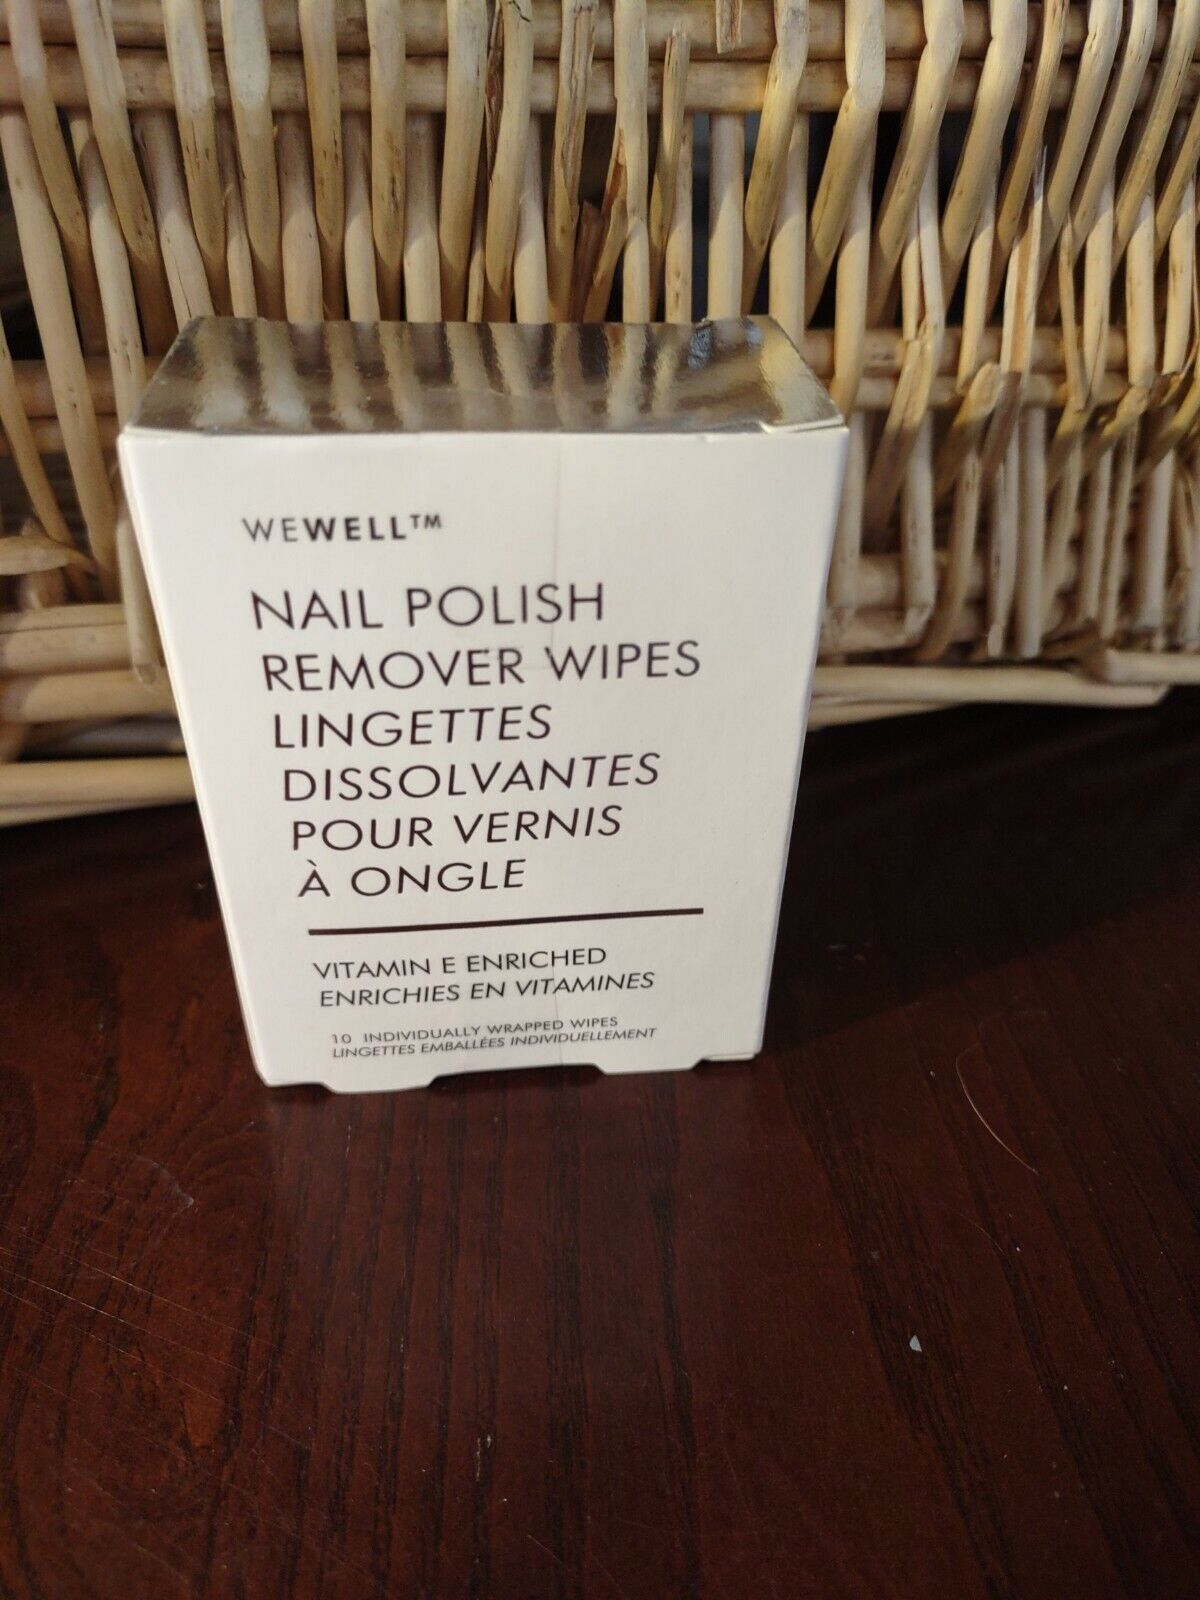 WEWELL™
NAIL POLISH
REMOVER WIPES
LINGETTES
DISSOLVANTES
POUR VERNIS
À ONGLE
VITAMIN E ENRICHED
ENRICHIES EN VITAMINES
10 INDIVIDUALLY WRAPPED WIPES
LINGETTES EMBALLÉES INDIVIDUELLEMENT